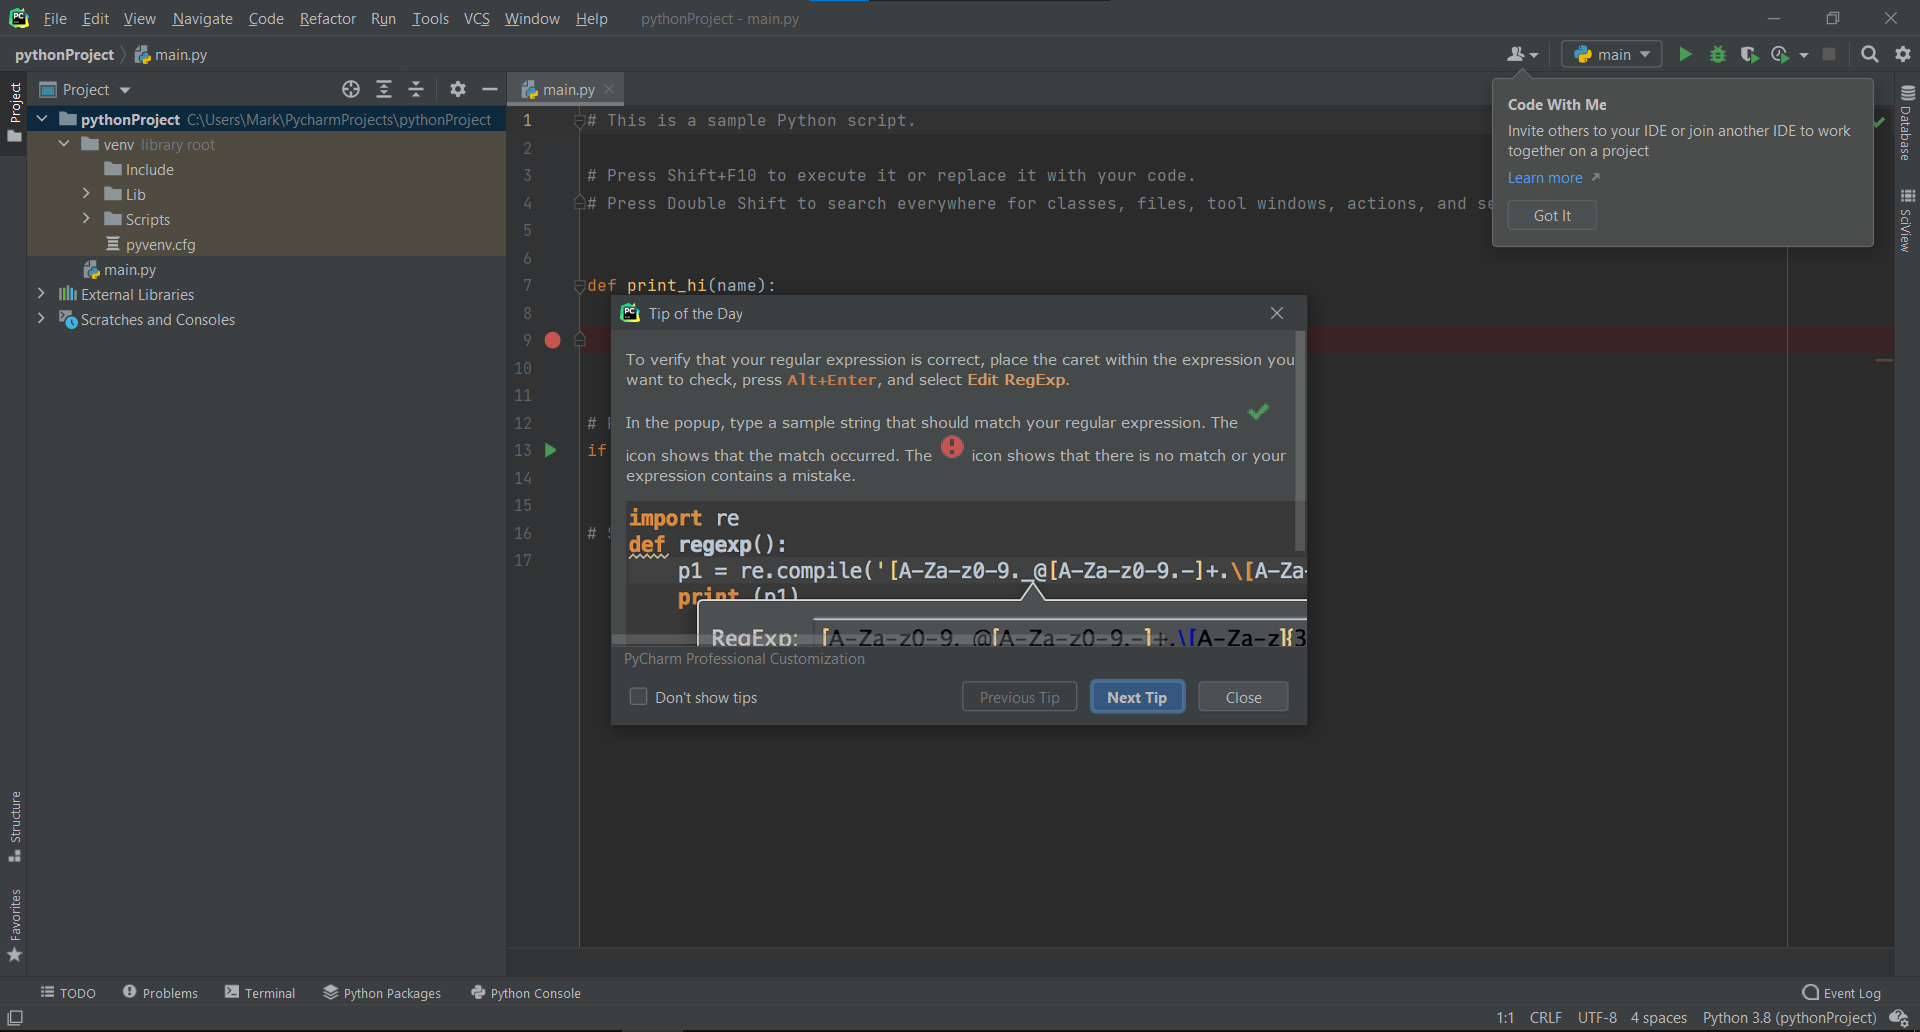 File Edit View Navigate Code Refactor Run Tools VCS Window Help pythonProject - main.py
pythonProject main.py
main
Project
Project
main.py
pythonProject C:\Users\Mark\PycharmProjects\pythonProject
venv library root
Include
Lib
Scripts
pyvenv.cfg
main.py
External Libraries
Scratches and Consoles
Structure
Favorites
1 # This is a sample Python script.
2
3 # Press Shift+F10 to execute it or replace it with your code.
4 # Press Double Shift to search everywhere for classes, files, tool windows, actions, and se
5
6
7 def print_hi(name):
8
9
10
11
12 #
13 if
14
15
16 #
17
Code With Me
Invite others to your IDE or join another IDE to work
together on a project
Learn more
Got It
Database
SciView
PC Tip of the Day
To verify that your regular expression is correct, place the caret within the expression you
want to check, press Alt+Enter, and select Edit RegExp.
In the popup, type a sample string that should match your regular expression. The
icon shows that the match occurred. The icon shows that there is no match or your
expression contains a mistake.
import re
def regexp():
p1 = re.compile('[A-Za-z0-9._@[A-Za-z0-9.-]+.\[A-Za-
print (p1)
RegExp: [A-Za-z0-9._@[A-Za-z0-9.-]+.\[A-Za-z]{3
PyCharm Professional Customization
Don't show tips Previous Tip Next Tip Close
TODO Problems Terminal Python Packages Python Console Event Log
1:1 CRLF UTF-8 4 spaces Python 3.8 (pythonProject)